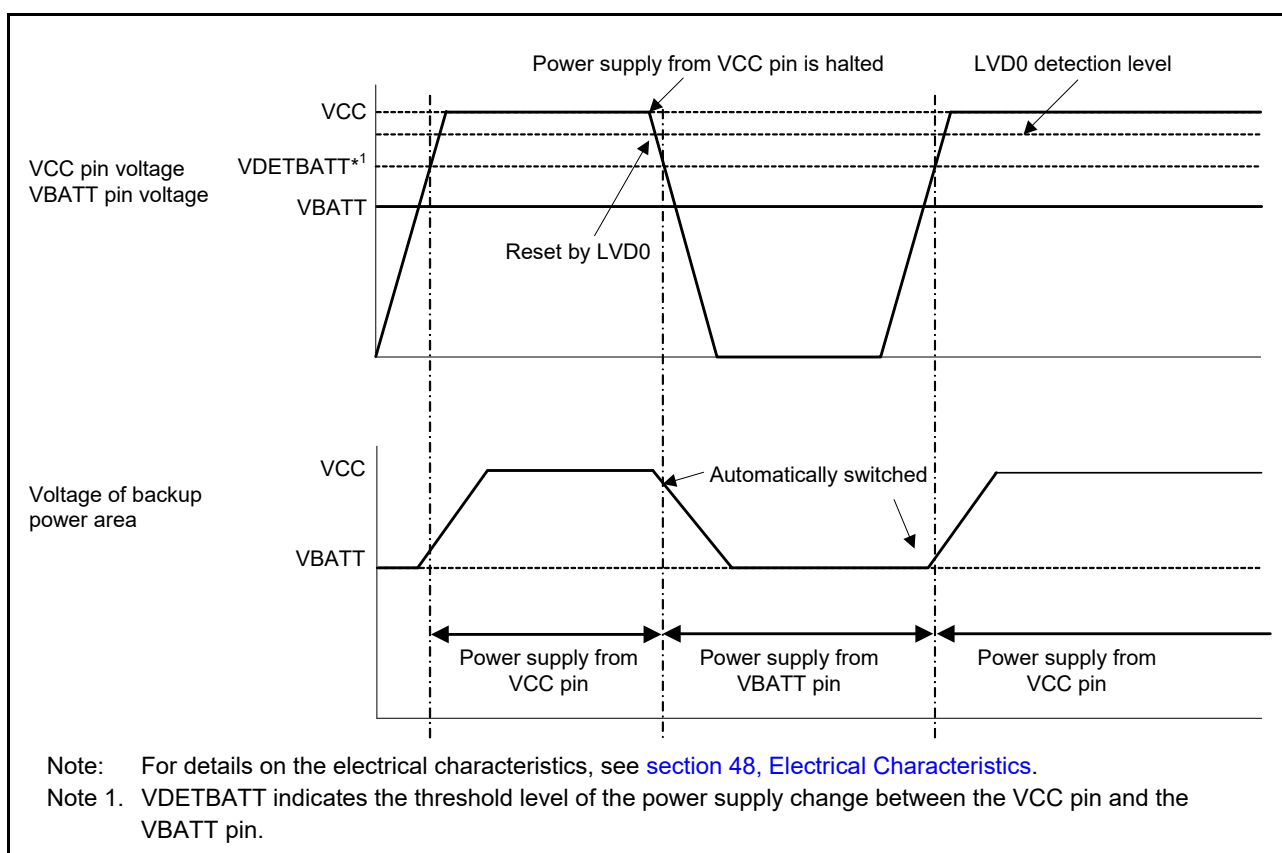 Power supply from VCC pin is halted
LVD0 detection level
VCC
VCC pin voltage
VBATT pin voltage
VDETBATT*1
VBATT
Reset by LVD0
VCC
Voltage of backup
power area
Automatically switched
VBATT
Power supply from
VCC pin
Power supply from
VBATT pin
Power supply from
VCC pin
Note: For details on the electrical characteristics, see section 48, Electrical Characteristics.
Note 1. VDETBATT indicates the threshold level of the power supply change between the VCC pin and the
VBATT pin.